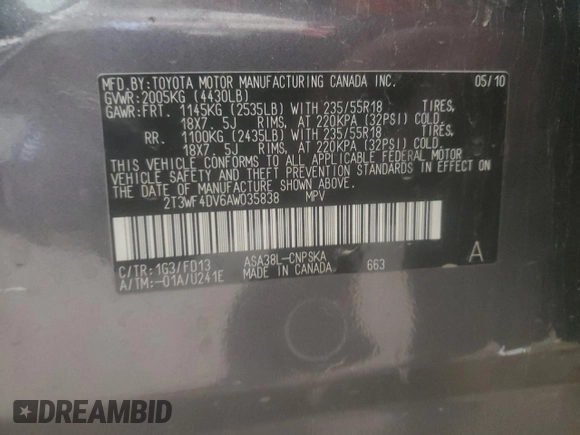 MFD.BY:TOYOTA MOTOR MANUFACTURING CANADA INC. 05/10
GVWR:2005KG (4430LB)
GAWR:FRT. 1145KG (2535LB) WITH 235/55R18 TIRES,
18X7.5J RIMS, AT 220KPA (32PSI) COLD.
RR. 1100KG (2435LB) WITH 235/55R18 TIRES,
18X7.5J RIMS, AT 220KPA (32PSI) COLD.
THIS VEHICLE CONFORMS TO ALL APPLICABLE FEDERAL MOTOR
VEHICLE SAFETY AND THEFT PREVENTION STANDARDS IN EFFECT ON
THE DATE OF MANUFACTURE SHOWN ABOVE.
2T3WF4DV6AW035838 MPV
C/TR:1G3/FD13 ASA38L-CNPSKA A
A/TM:-01A/U241E MADE IN CANADA. 663
DREAMBID